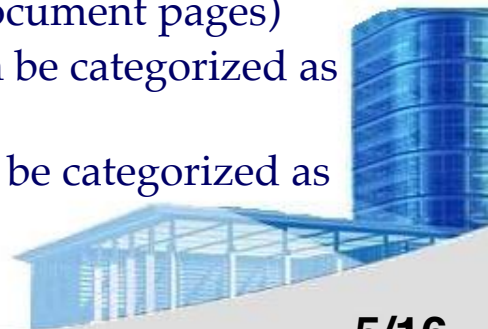 ocument pages)
be categorized as
be categorized as
5/16